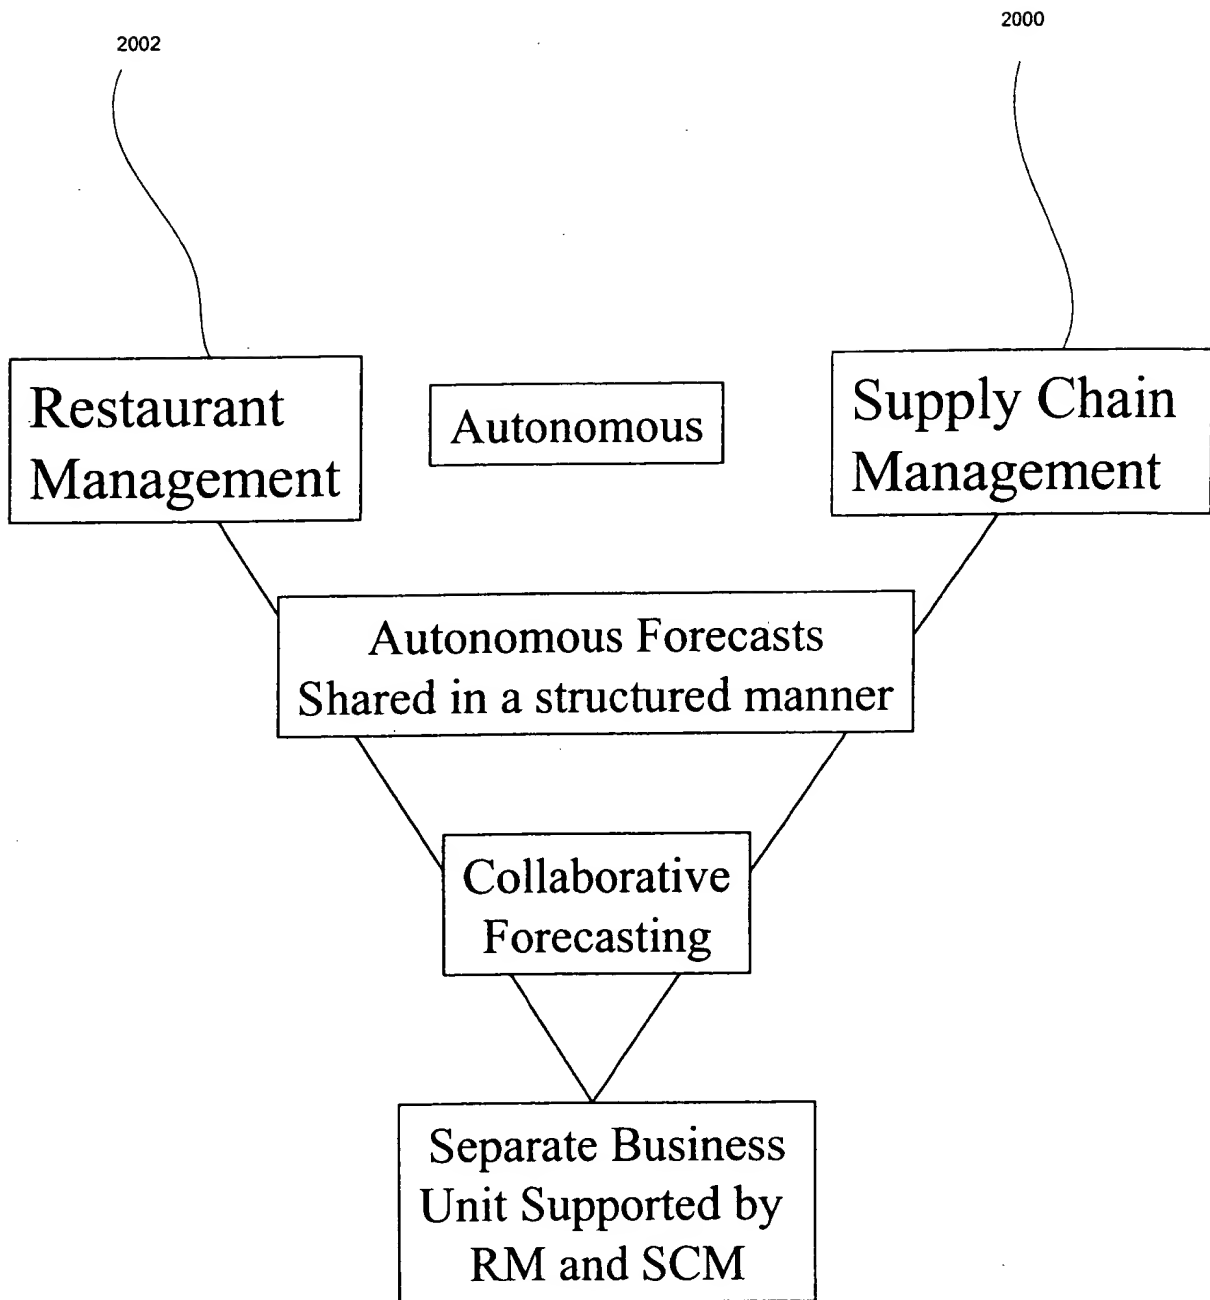 2002
2000
Restaurant
Management
Autonomous
Supply Chain
Management
Autonomous Forecasts
Shared in a structured manner
Collaborative
Forecasting
Separate Business
Unit Supported by
RM and SCM